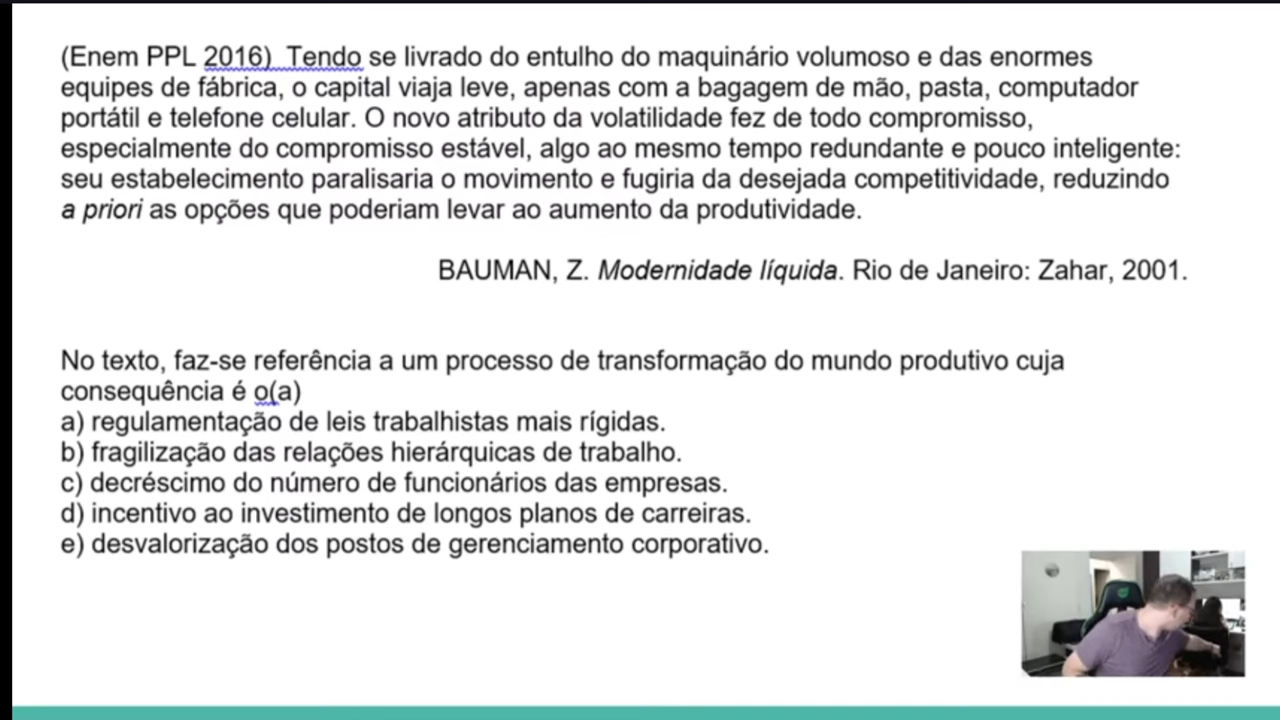 (Enem PPL 2016) Tendo se livrado do entulho do maquinário volumoso e das enormes
equipes de fábrica, o capital viaja leve, apenas com a bagagem de mão, pasta, computador
portátil e telefone celular. O novo atributo da volatilidade fez de todo compromisso,
especialmente do compromisso estável, algo ao mesmo tempo redundante e pouco inteligente:
seu estabelecimento paralisaria o movimento e fugiria da desejada competitividade, reduzindo
a priori as opções que poderiam levar ao aumento da produtividade.
BAUMAN, Z. Modernidade líquida. Rio de Janeiro: Zahar, 2001.
No texto, faz-se referência a um processo de transformação do mundo produtivo cuja
consequência é o(a)
a) regulamentação de leis trabalhistas mais rígidas.
b) fragilização das relações hierárquicas de trabalho.
c) decréscimo do número de funcionários das empresas.
d) incentivo ao investimento de longos planos de carreiras.
e) desvalorização dos postos de gerenciamento corporativo.